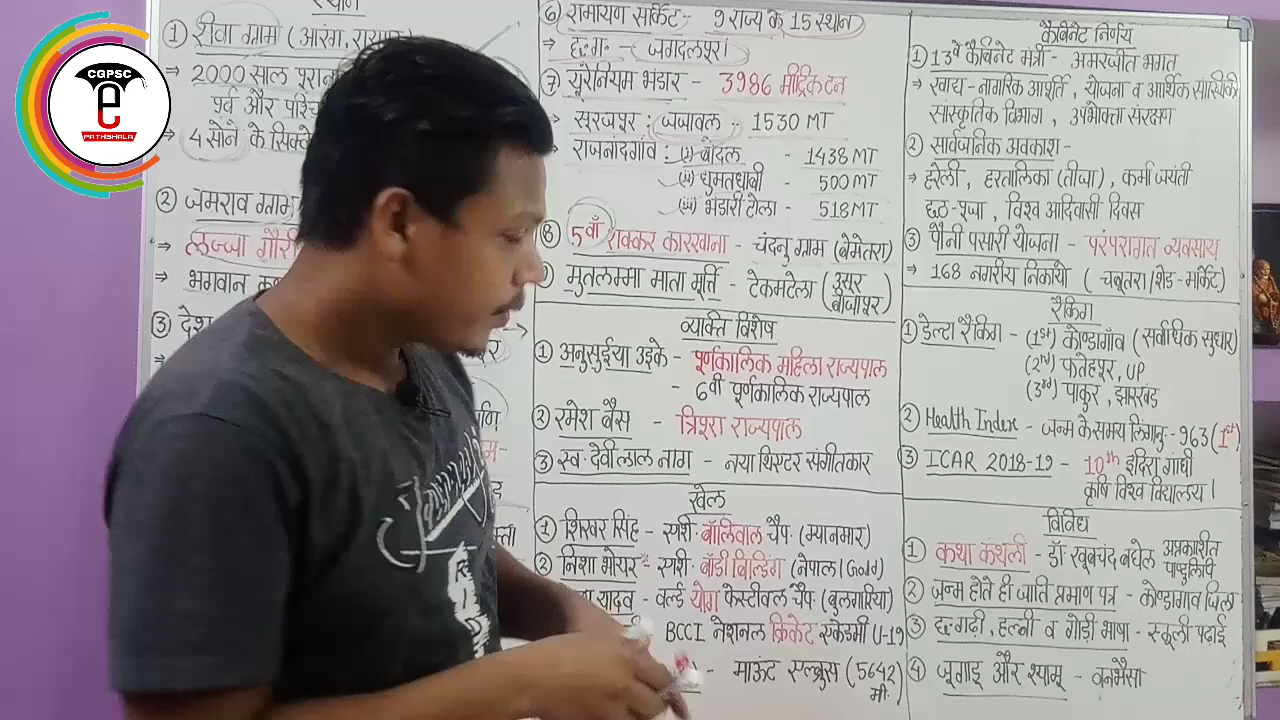 CGPSC
e
PATHSHALA
स्थान
① रीवा ग्राम (आरंग, रायपुर)
⇒ 2000 साल
पूर्व और
⇒ 4 सोने के सिक्के
② जमराव ग्राम
⇒ लज्जा गौरी
⇒ भगवान
③
⑥ रामायण सर्किट - 9 राज्य के 15 स्थान
⇒ छ.ग. - जगदलपुर।
⑦ यूरेनियम भंडार - 3986 मीट्रिक टन
सूरजपुर : जजावल - 1530 MT
राजनांदगाँव : (i) बोदल - 1438 MT
(ii) धुमतधावी - 500 MT
(iii) भंडारी टोला - 518 MT
⑧ 5वाँ शक्कर कारखाना - चंदनु ग्राम (बेमेतरा)
मुतलम्मा माता मूर्ति - टेकमेटला (उसूर बीजापुर)
व्यक्ति विशेष
① अनुसुईया उइके - पूर्णकालिक महिला राज्यपाल
- 6वीं पूर्णकालिक राज्यपाल
② रमेश बैस - त्रिपुरा राज्यपाल
③ स्व. देवीलाल नाग - नया थिएटर संगीतकार
खेल
① शिखर सिंह - एशि. वॉलिवाल चैंप. (म्यानमार)
② निशा भोयर - एशी. बॉडी बिल्डिंग (नेपाल। Gold)
यादव - वर्ल्ड योग फेस्टीवल चैंप. (बुलगारिया)
BCCI नेशनल क्रिकेट एकेडमी U-19
- माऊंट एल्ब्रुस (5642 मी.)
कैबिनेट निर्णय
① 13वें कैबिनेट मंत्री - अमरजीत भगत
⇒ खाद्य-नागरिक आपूर्ति, योजना व आर्थिक सांख्यिकी
सांस्कृतिक विभाग, उपभोक्ता संरक्षण
② सार्वजनिक अवकाश -
⇒ हरेली, हरतालिका (तीजा), कर्मा जयंती
छठ-पूजा, विश्व आदिवासी दिवस
③ पौनी पसारी योजना - परंपरागत व्यवसाय
⇒ 168 नगरीय निकायों (चबूतरा/शेड - मार्केट)
रैंकिंग
① डेल्टा रैंकिंग - (1st) कोण्डागाँव (सर्वाधिक सुधार)
(2nd) फतेहपुर, UP
(3rd) पाकुर, झारखंड
② Health Index - जन्म के समय लिंगानु. - 963 (1st)
③ ICAR 2018-19 - 10th इंदिरा गांधी
कृषि विश्व विद्यालय।
विविध
① कथा कंथली - डॉ खूबचंद बघेल अप्रकाशित पाण्डुलिपि
② जन्म होते ही जाति प्रमाण पत्र - कोण्डागांव जिला
③ छ.गढ़ी, हल्बी व गोंडी भाषा - स्कूली पढ़ाई
④ जूगाड़ू और श्यामू - वनभैंसा